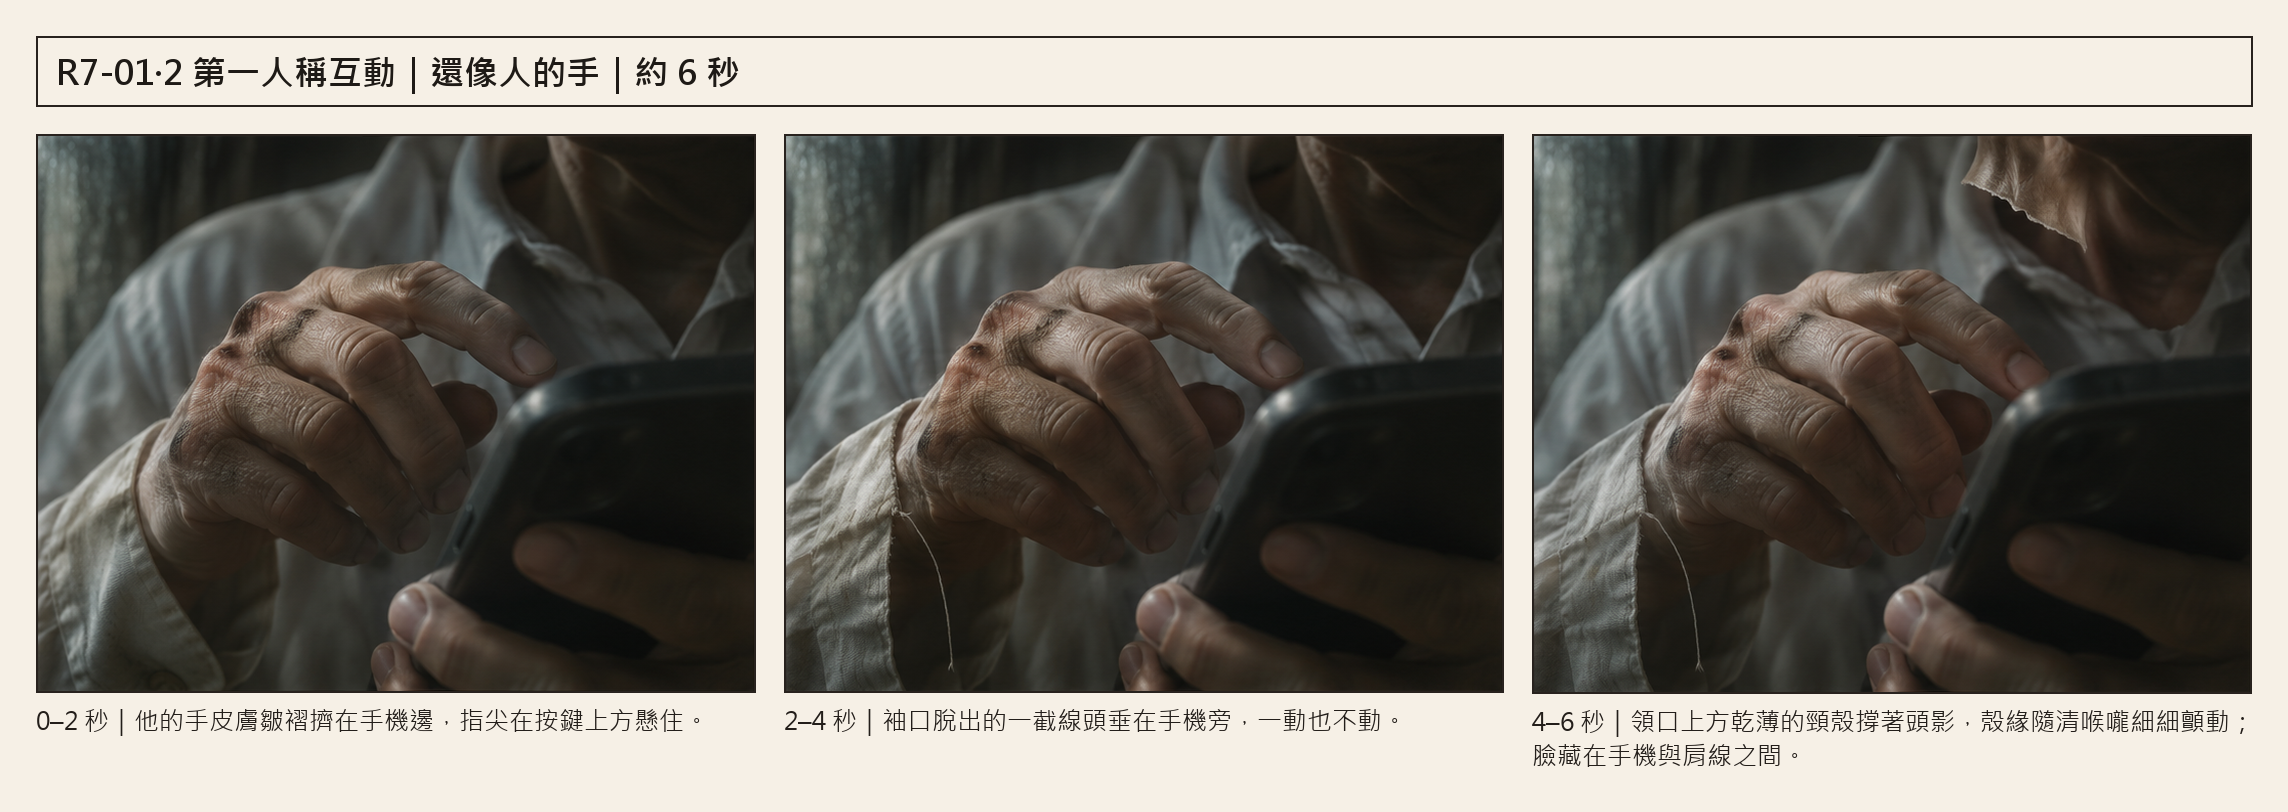 R7-01·2 第一人稱互動｜還像人的手｜約 6 秒
0–2 秒｜他的手皮膚皺褶擠在手機邊，指尖在按鍵上方懸住。
2–4 秒｜袖口脫出的一截線頭垂在手機旁，一動也不動。
4–6 秒｜領口上方乾薄的頸殼撐著頭影，殼緣隨清喉嚨細細顫動；
臉藏在手機與肩線之間。